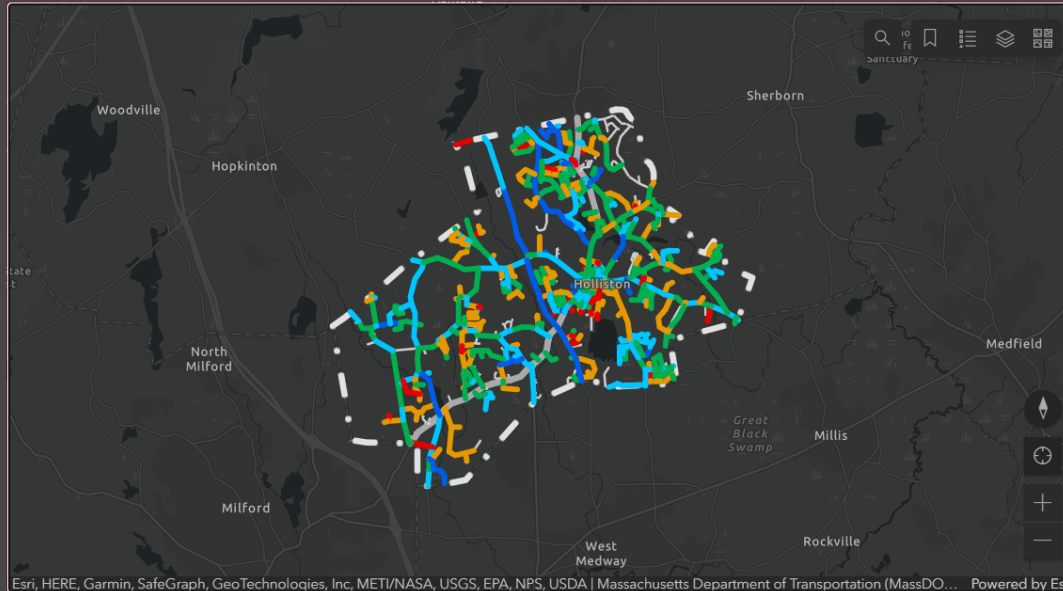 Woodville
Sherborn
Sanctuary
Hopkinton
tate
Holliston
North
Milford
Medfield
Great
Black
Swamp
Millis
Milford
Rockville
West
Medway
Esri, HERE, Garmin, SafeGraph, GeoTechnologies, Inc, METI/NASA, USGS, EPA, NPS, USDA | Massachusetts Department of Transportation (MassDO... Powered by Es